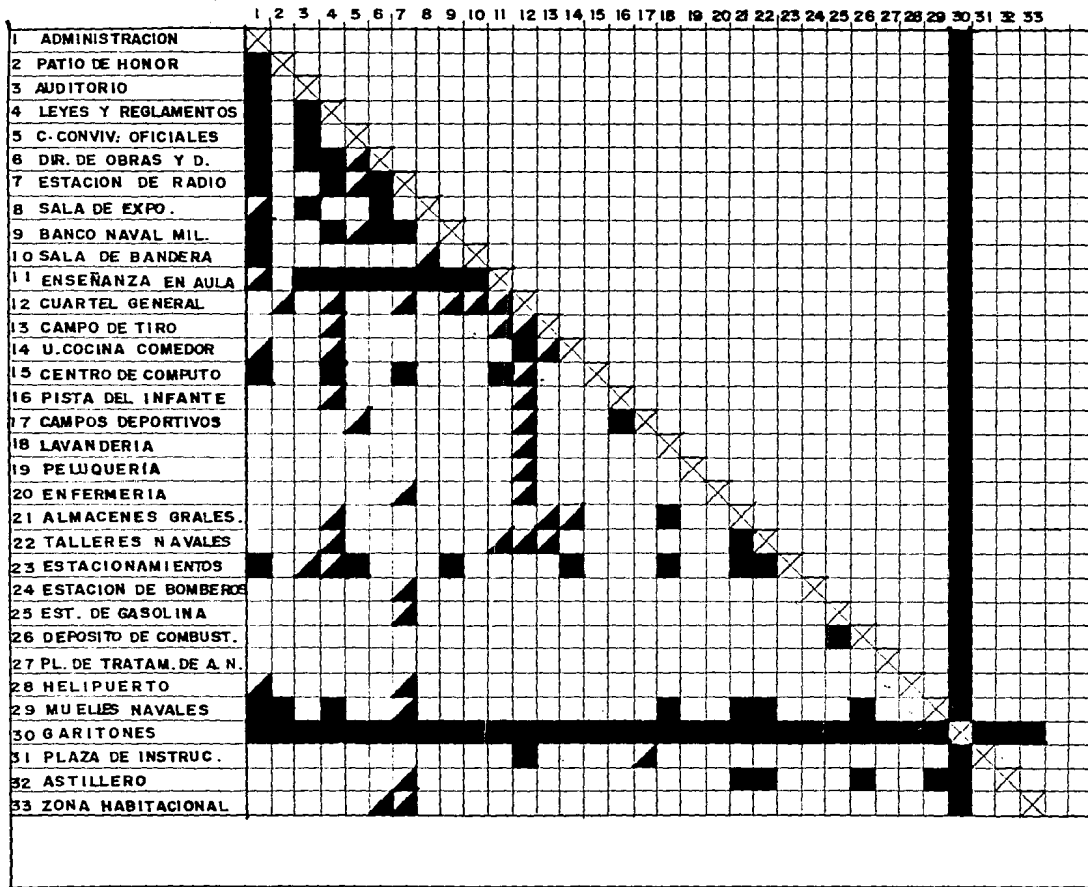 1 2 3 4 5 6 7 8 9 10 11 12 13 14 15 16 17 18 19 20 21 22 23 24 25 26 27 28 29 30 31 32 33
1 ADMINISTRACION
2 PATIO DE HONOR
3 AUDITORIO
4 LEYES Y REGLAMENTOS
5 C-CONVIV: OFICIALES
6 DIR. DE OBRAS Y D.
7 ESTACION DE RADIO
8 SALA DE EXPO.
9 BANCO NAVAL MIL.
10 SALA DE BANDERA
11 ENSEÑANZA EN AULA
12 CUARTEL GENERAL
13 CAMPO DE TIRO
14 U.COCINA COMEDOR
15 CENTRO DE COMPUTO
16 PISTA DEL INFANTE
17 CAMPOS DEPORTIVOS
18 LAVANDERIA
19 PELUQUERIA
20 ENFERMERIA
21 ALMACENES GRALES.
22 TALLERES NAVALES
23 ESTACIONAMIENTOS
24 ESTACION DE BOMBEROS
25 EST. DE GASOLINA
26 DEPOSITO DE COMBUST.
27 PL. DE TRATAM. DE A.N.
28 HELIPUERTO
29 MUELLES NAVALES
30 GARITONES
31 PLAZA DE INSTRUC.
32 ASTILLERO
33 ZONA HABITACIONAL